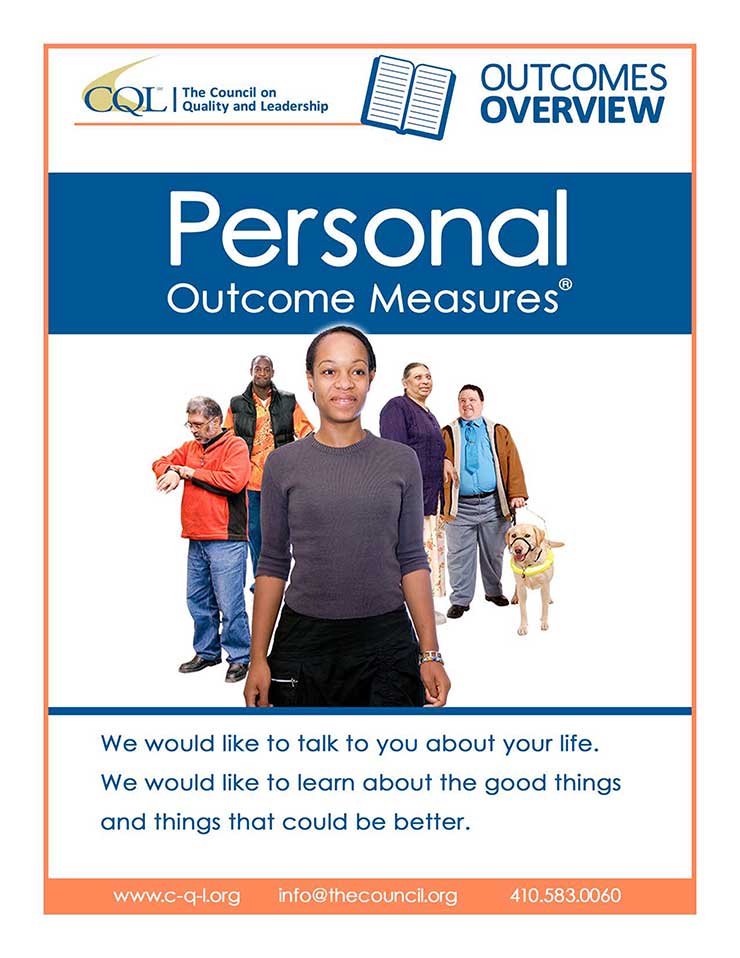 CQL
The Council on
Quality and Leadership
OUTCOMES
OVERVIEW
Personal
Outcome Measures®
We would like to talk to you about your life.
We would like to learn about the good things
and things that could be better.
www.c-q-l.org info@thecouncil.org 410.583.0060